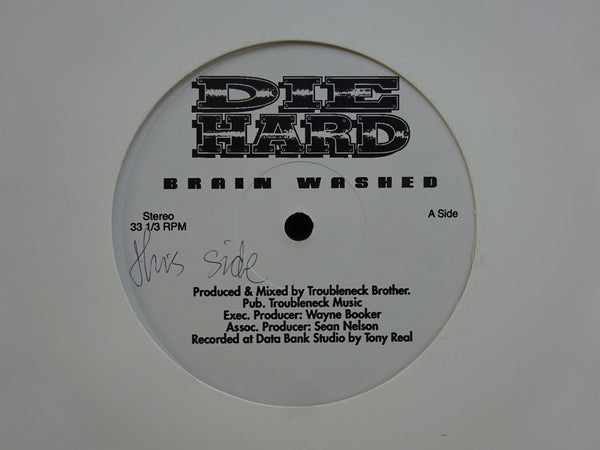 DIE
HARD
BRAIN WASHED
Stereo
33 1/3 RPM
A Side
this side
Produced & Mixed by Troubleneck Brother.
Pub. Troubleneck Music
Exec. Producer: Wayne Booker
Assoc. Producer: Sean Nelson
Recorded at Data Bank Studio by Tony Real